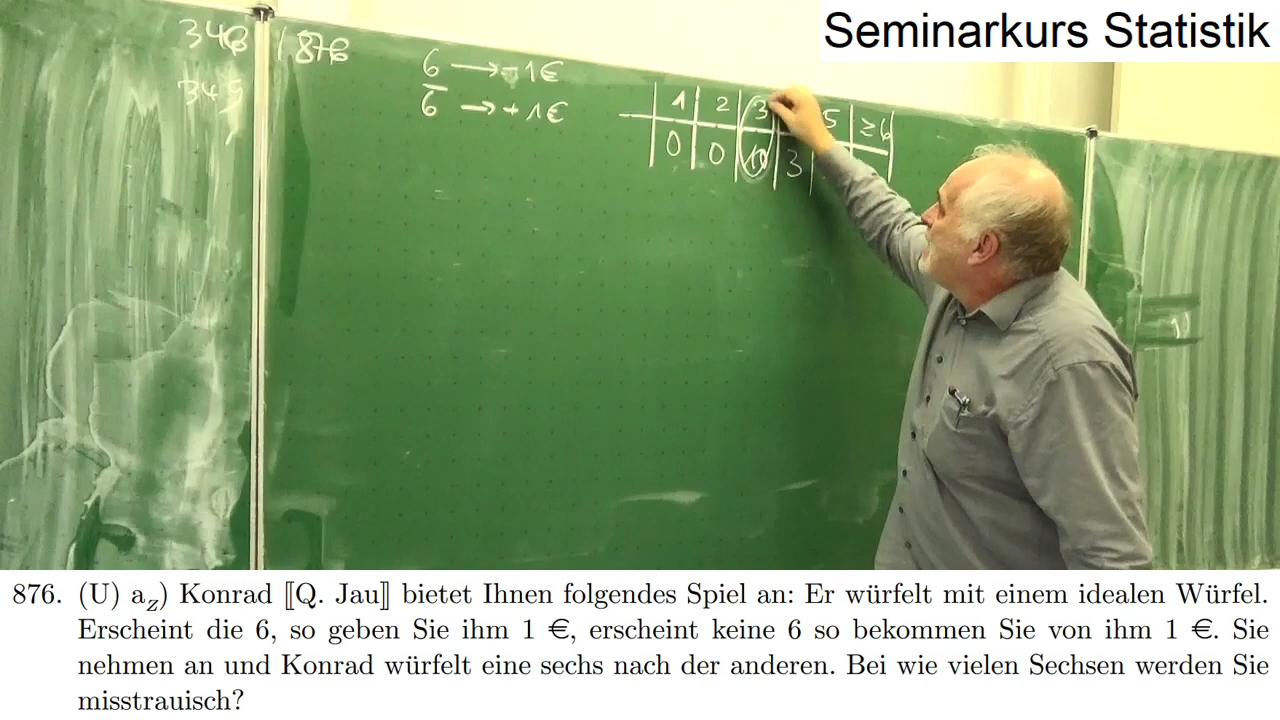 Seminarkurs Statistik
346
349
876
6 → -1€
6̅ → +1€
1 2 3 5 ≥6
0 0 10 3
876. (U) a_Z) Konrad ⟦Q. Jau⟧ bietet Ihnen folgendes Spiel an: Er würfelt mit einem idealen Würfel.
Erscheint die 6, so geben Sie ihm 1 €, erscheint keine 6 so bekommen Sie von ihm 1 €. Sie
nehmen an und Konrad würfelt eine sechs nach der anderen. Bei wie vielen Sechsen werden Sie
misstrauisch?